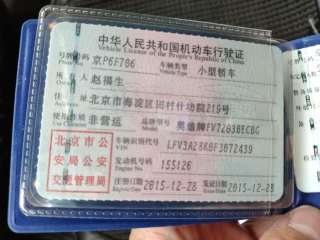 中华人民共和国机动车行驶证
Vehicle License of the People's Republic of China
号牌号码 京P6F706 车辆类型 小型轿车
Plate No. Vehicle Type
所有人 赵福生
Owner
住址 北京市海淀区田村什坊院219号
Address
使用性质 非营运 品牌型号 奥迪牌FV7203BECBG
Use Character Model
北京市公 车辆识别代号 LFV3A28K0F3072439
VIN
安局公安 发动机号码 155126
交通管理局 注册日期 2015-12-28 发证日期 2015-12-28